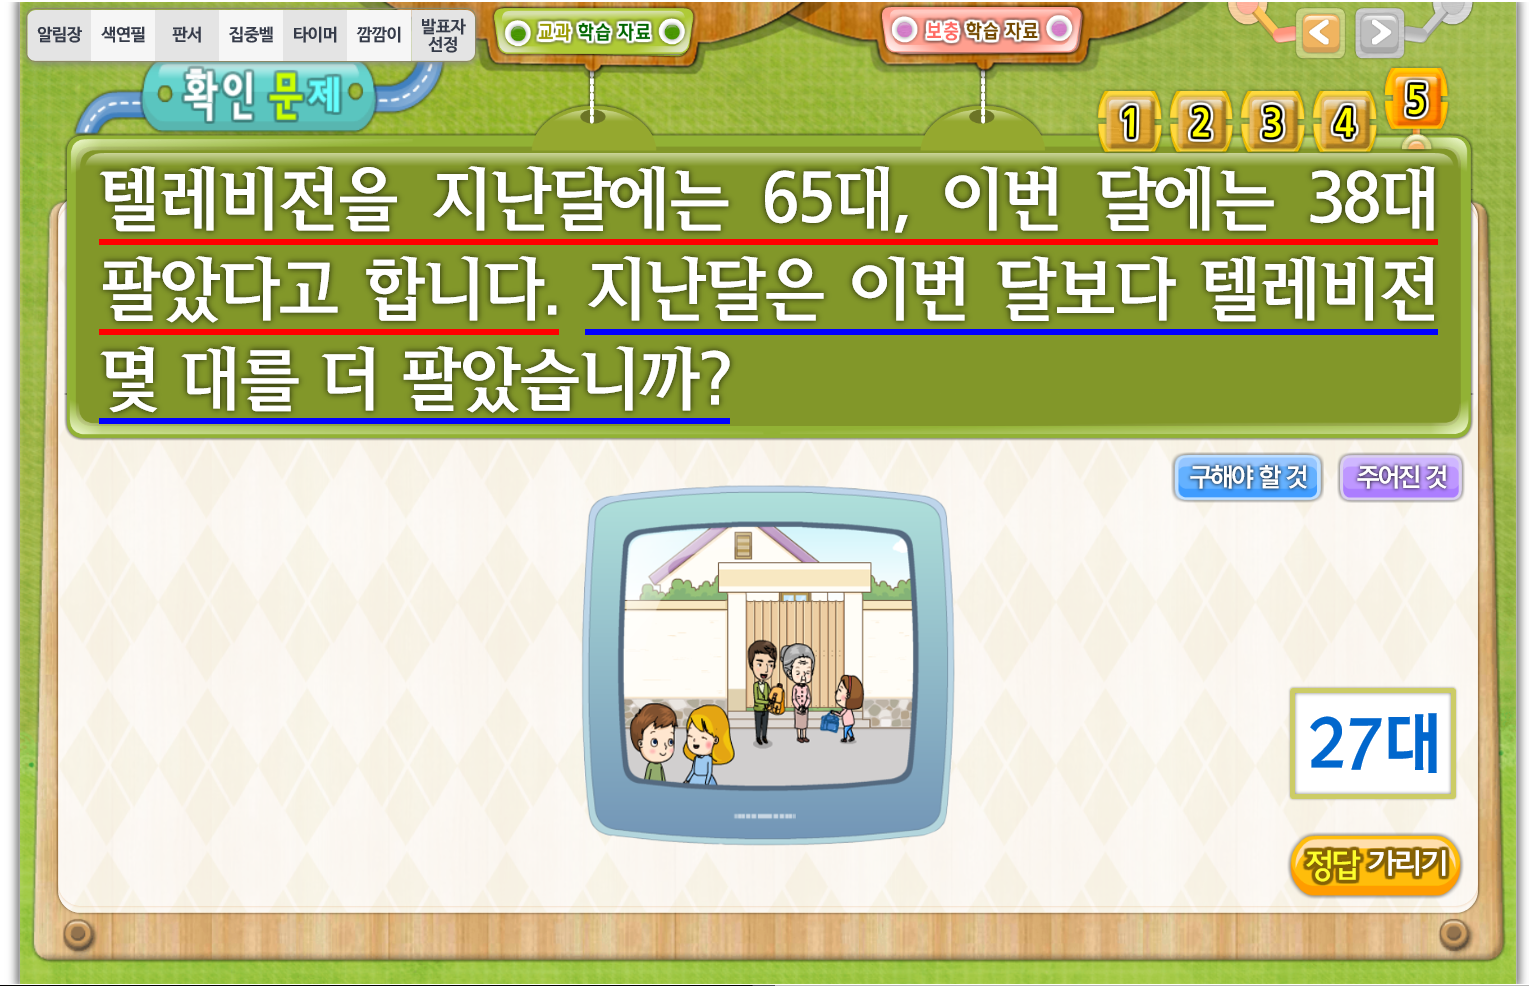 알림장 색연필 판서 집중벨 타이머 깜깜이 발표자 선정
교과 학습 자료
보충 학습 자료
확인 문제
1 2 3 4 5
텔레비전을 지난달에는 65대, 이번 달에는 38대
팔았다고 합니다. 지난달은 이번 달보다 텔레비전
몇 대를 더 팔았습니까?
구해야 할 것 주어진 것
27대
정답 가리기